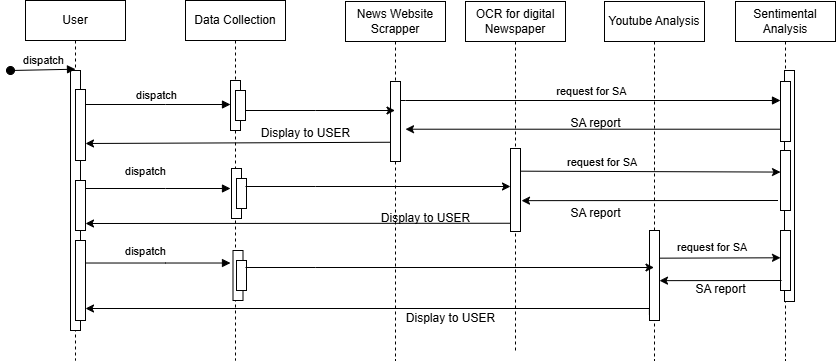 User
Data Collection
News Website
Scrapper
OCR for digital
Newspaper
Youtube Analysis
Sentimental
Analysis
dispatch
dispatch
request for SA
SA report
Display to USER
dispatch
request for SA
SA report
Display to USER
dispatch
request for SA
SA report
Display to USER